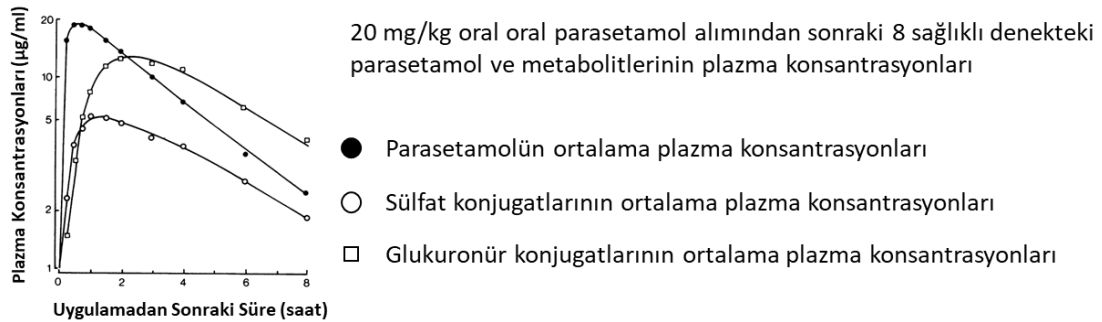 Plazma Konsantrasyonları (µg/ml)
20
10
5
2
1
0
2
4
6
8
Uygulamadan Sonraki Süre (saat)
20 mg/kg oral oral parasetamol alımından sonraki 8 sağlıklı denekteki
parasetamol ve metabolitlerinin plazma konsantrasyonları
Parasetamolün ortalama plazma konsantrasyonları
Sülfat konjugatlarının ortalama plazma konsantrasyonları
Glukuronür konjugatlarının ortalama plazma konsantrasyonları